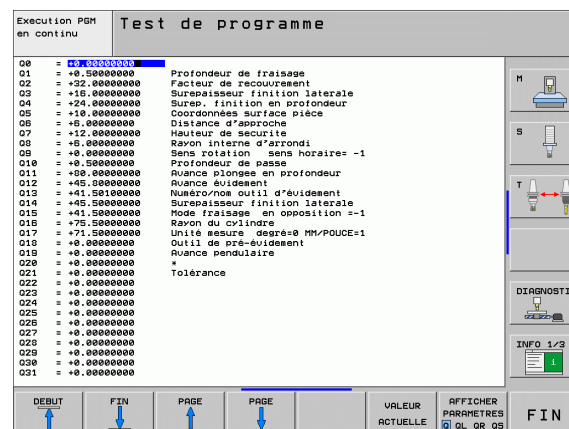 Execution PGM
en continu
Test de programme
Q0 = +0.00000000
Q1 = +0.50000000 Profondeur de fraisage
Q2 = +32.00000000 Facteur de recouvrement
Q3 = +16.00000000 Surepaisseur finition laterale
Q4 = +24.00000000 Surep. finition en profondeur
Q5 = +10.00000000 Coordonnées surface pièce
Q6 = +6.00000000 Distance d'approche
Q7 = +12.00000000 Hauteur de securite
Q8 = +6.00000000 Rayon interne d'arrondi
Q9 = +0.00000000 Sens rotation sens horaire= -1
Q10 = +0.50000000 Profondeur de passe
Q11 = +80.00000000 Avance plongee en profondeur
Q12 = +45.80000000 Avance évidement
Q13 = +41.50100000 Numéro/nom outil d'évidement
Q14 = +45.50000000 Surepaisseur finition laterale
Q15 = +41.50000000 Mode fraisage en opposition =-1
Q16 = +75.50000000 Rayon du cylindre
Q17 = +71.50000000 Unité mesure degré=0 MM/POUCE=1
Q18 = +0.00000000 Outil de pré-évidement
Q19 = +0.00000000 Avance pendulaire
Q20 = +0.00000000 *
Q21 = +0.00000000 Tolérance
Q22 = +0.00000000
Q23 = +0.00000000
Q24 = +0.00000000
Q25 = +0.00000000
Q26 = +0.00000000
Q27 = +0.00000000
Q28 = +0.00000000
Q29 = +0.00000000
Q30 = +0.00000000
Q31 = +0.00000000
M
S
T
DIAGNOSTI
INFO 1/3
i
DEBUT
FIN
PAGE
PAGE
VALEUR
ACTUELLE
AFFICHER
PARAMETRES
Q QL QR QS
FIN